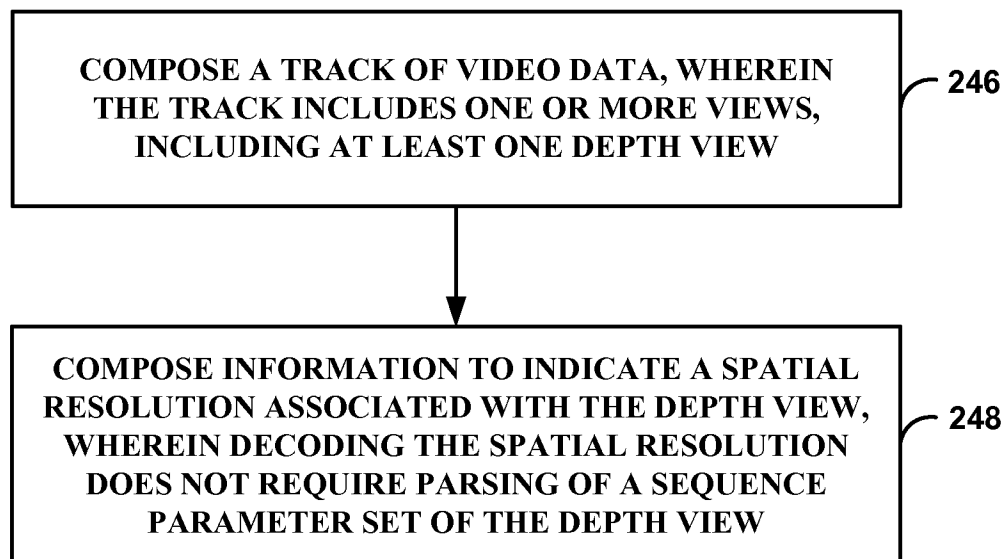 COMPOSE A TRACK OF VIDEO DATA, WHEREIN
THE TRACK INCLUDES ONE OR MORE VIEWS,
INCLUDING AT LEAST ONE DEPTH VIEW
246
COMPOSE INFORMATION TO INDICATE A SPATIAL
RESOLUTION ASSOCIATED WITH THE DEPTH VIEW,
WHEREIN DECODING THE SPATIAL RESOLUTION
DOES NOT REQUIRE PARSING OF A SEQUENCE
PARAMETER SET OF THE DEPTH VIEW
248